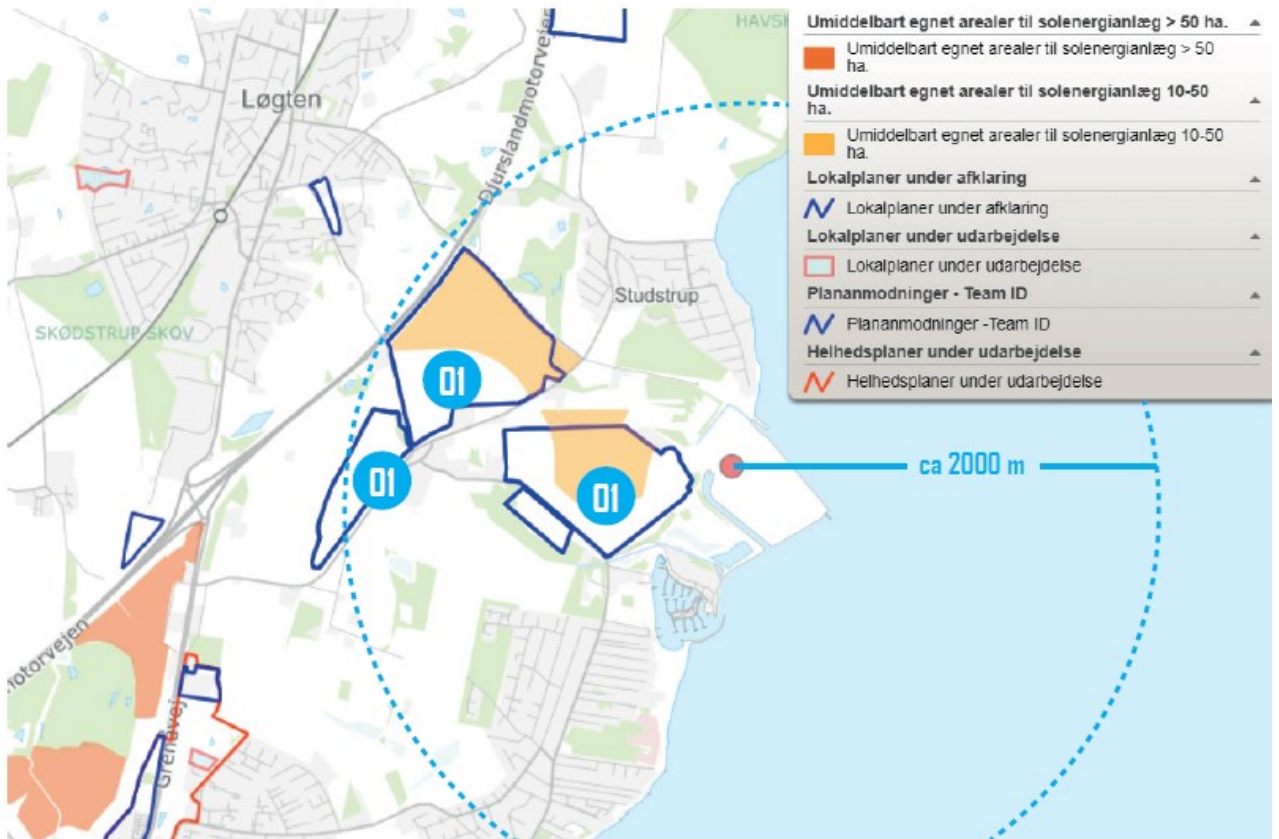 HAVSK
Umiddelbart egnet arealer til solenergianlæg > 50 ha.
Umiddelbart egnet arealer til solenergianlæg > 50
ha.
Umiddelbart egnet arealer til solenergianlæg 10-50
ha.
Umiddelbart egnet arealer til solenergianlæg 10-50
ha.
Lokalplaner under afklaring
Lokalplaner under afklaring
Lokalplaner under udarbejdelse
Lokalplaner under udarbejdelse
Plananmodninger - Team ID
Plananmodninger -Team ID
Helhedsplaner under udarbejdelse
Helhedsplaner under udarbejdelse
Løgten
Djurslandmotorvejen
Studstrup
SKØDSTRUP SKOV
01
01
01
ca 2000 m
motorvejen
Grenåvej